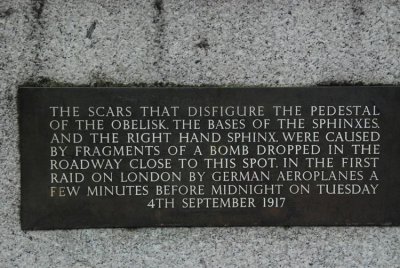 THE SCARS THAT DISFIGURE THE PEDESTAL
OF THE OBELISK. THE BASES OF THE SPHINXES.
AND THE RIGHT HAND SPHINX. WERE CAUSED
BY FRAGMENTS OF A BOMB DROPPED IN THE
ROADWAY CLOSE TO THIS SPOT. IN THE FIRST
RAID ON LONDON BY GERMAN AEROPLANES A
FEW MINUTES BEFORE MIDNIGHT ON TUESDAY
4TH SEPTEMBER 1917